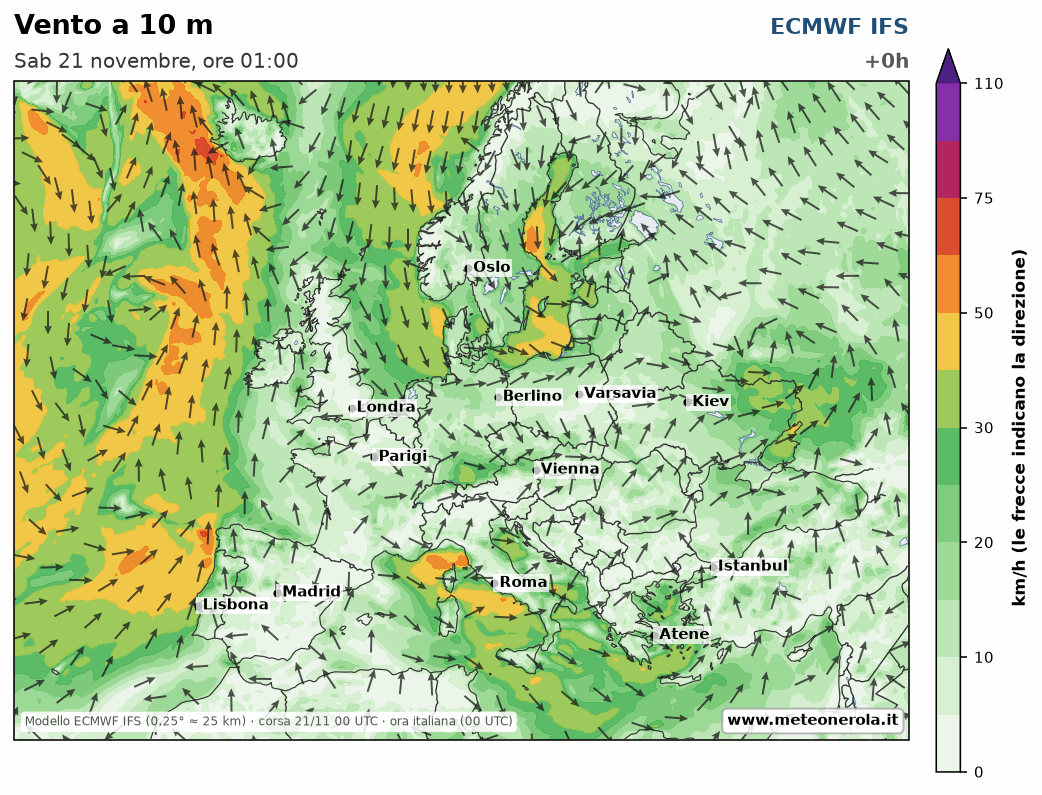 Vento a 10 m
ECMWF IFS
Sab 21 novembre, ore 01:00
+0h
110
75
50
30
20
10
0
km/h (le frecce indicano la direzione)
Oslo
Berlino
Varsavia
Kiev
Londra
Parigi
Vienna
Istanbul
Roma
Madrid
Lisbona
Atene
Modello ECMWF IFS (0,25° ≈ 25 km) · corsa 21/11 00 UTC · ora italiana (00 UTC)
www.meteonerola.it